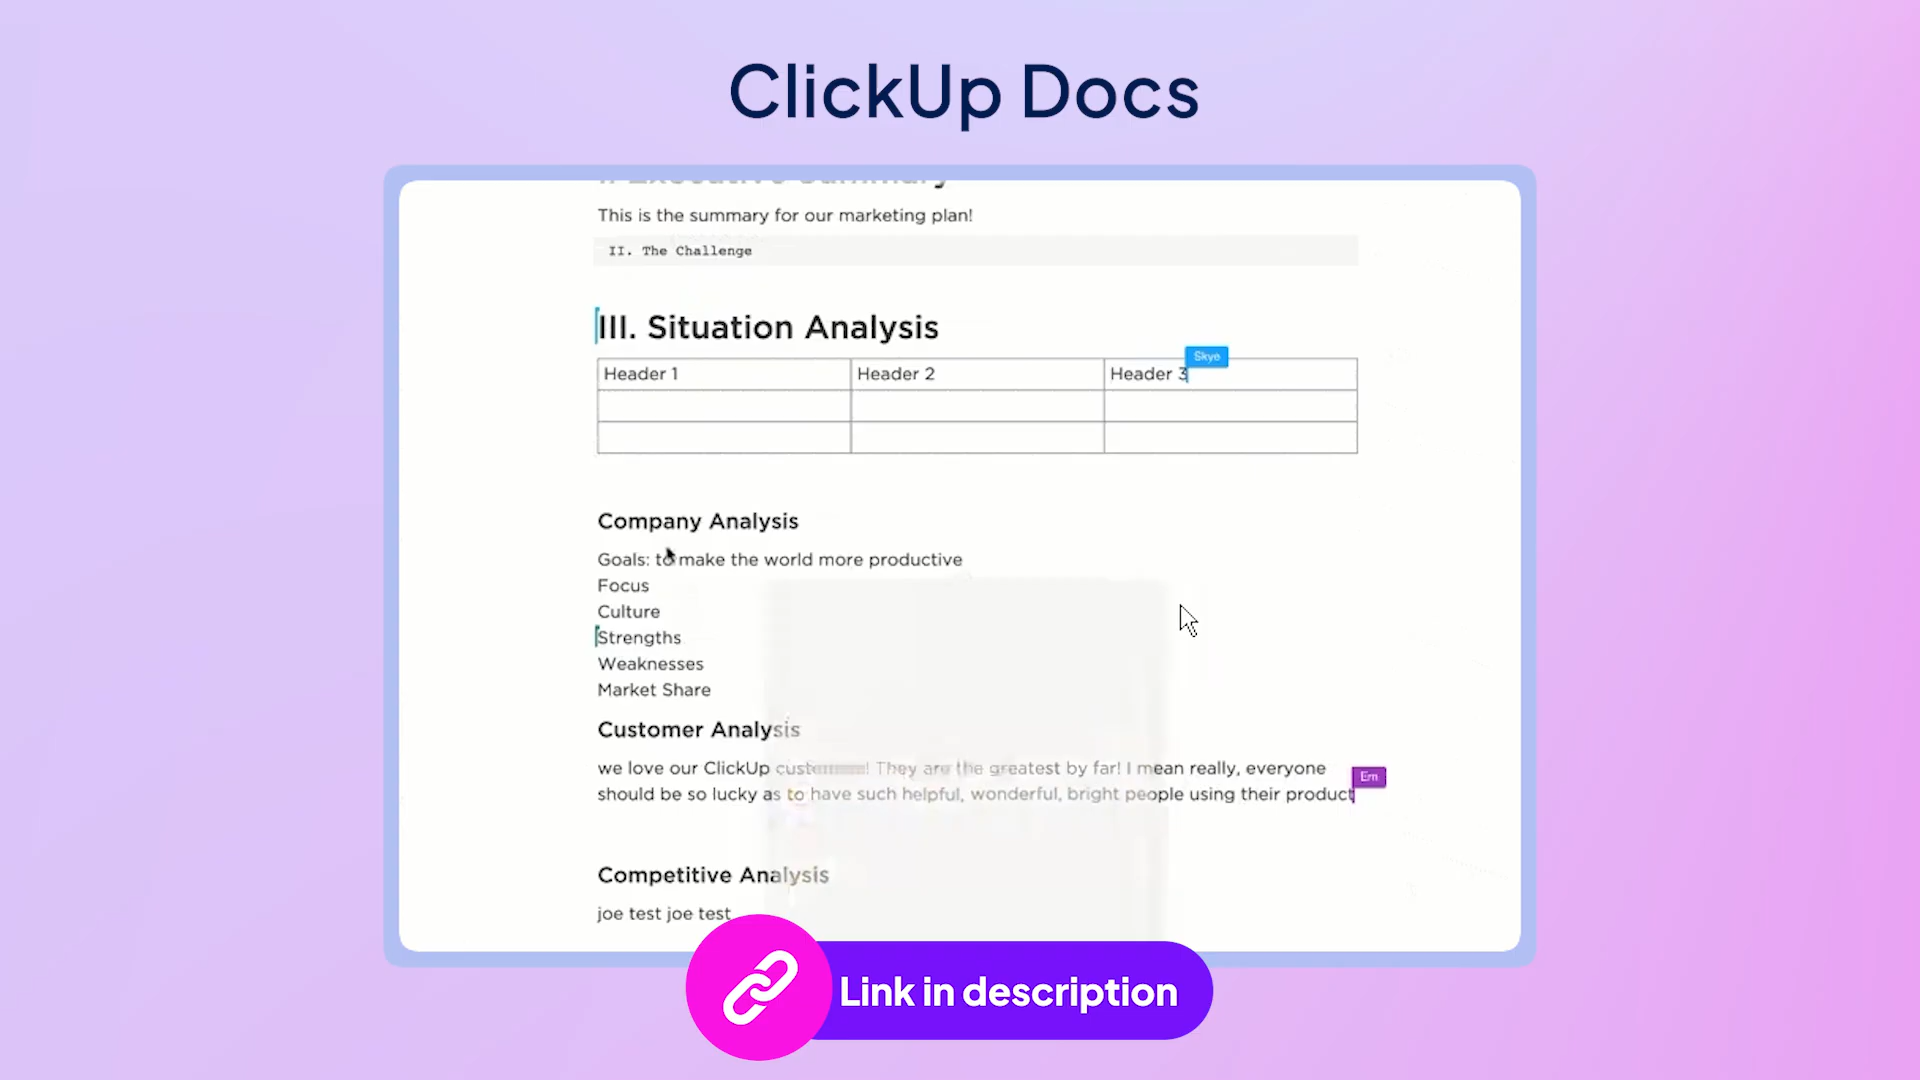 ClickUp Docs
Executive Summary
This is the summary for our marketing plan!
II. The Challenge
III. Situation Analysis
Skye
Header 1 Header 2 Header 3
Company Analysis
Goals: to make the world more productive
Focus
Culture
Strengths
Weaknesses
Market Share
Customer Analysis
we love our ClickUp They are the greatest by far! I mean really, everyone
Em
should be so lucky as to have such helpful, wonderful, bright people using their product
Competitive Analysis
joe test joe test
Link in description